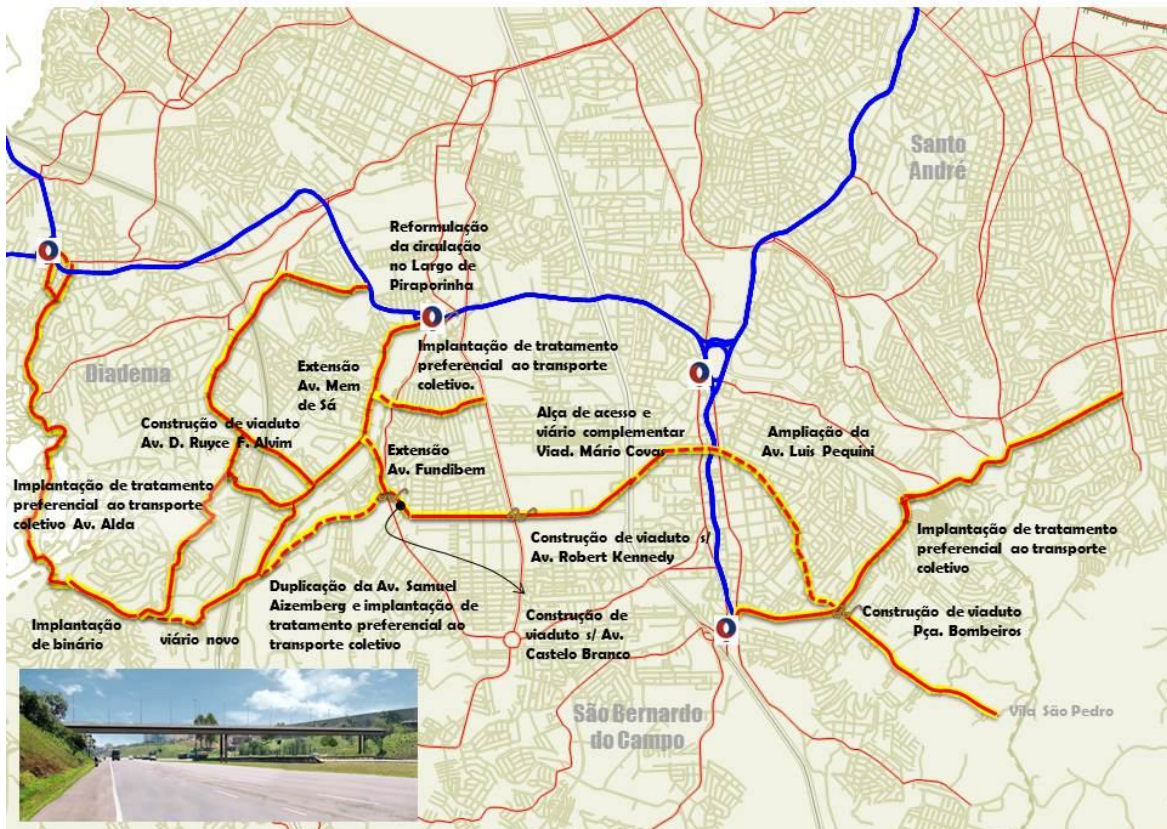 Santo
André
Reformulação
da circulação
no Largo de
Piraporinha
Implantação de tratamento
preferencial ao transporte
coletivo.
Diadema
Extensão
Av. Mem
de Sá
Construção de viaduto
Av. D. Ruyce F. Alvim
Alça de acesso e
viário complementar
Viad. Mário Covas
Ampliação da
Av. Luis Pequini
Extensão
Av. Fundibem
Implantação de tratamento
preferencial ao transporte
coletivo Av. Alda
Construção de viaduto s/
Av. Robert Kennedy
Implantação de tratamento
preferencial ao transporte
coletivo
Duplicação da Av. Samuel
Aizemberg e implantação de
tratamento preferencial ao
transporte coletivo
Construção de
viaduto s/ Av.
Castelo Branco
Construção de viaduto
Pça. Bombeiros
Implantação
de binário
viário novo
São Bernardo
do Campo
Vila São Pedro